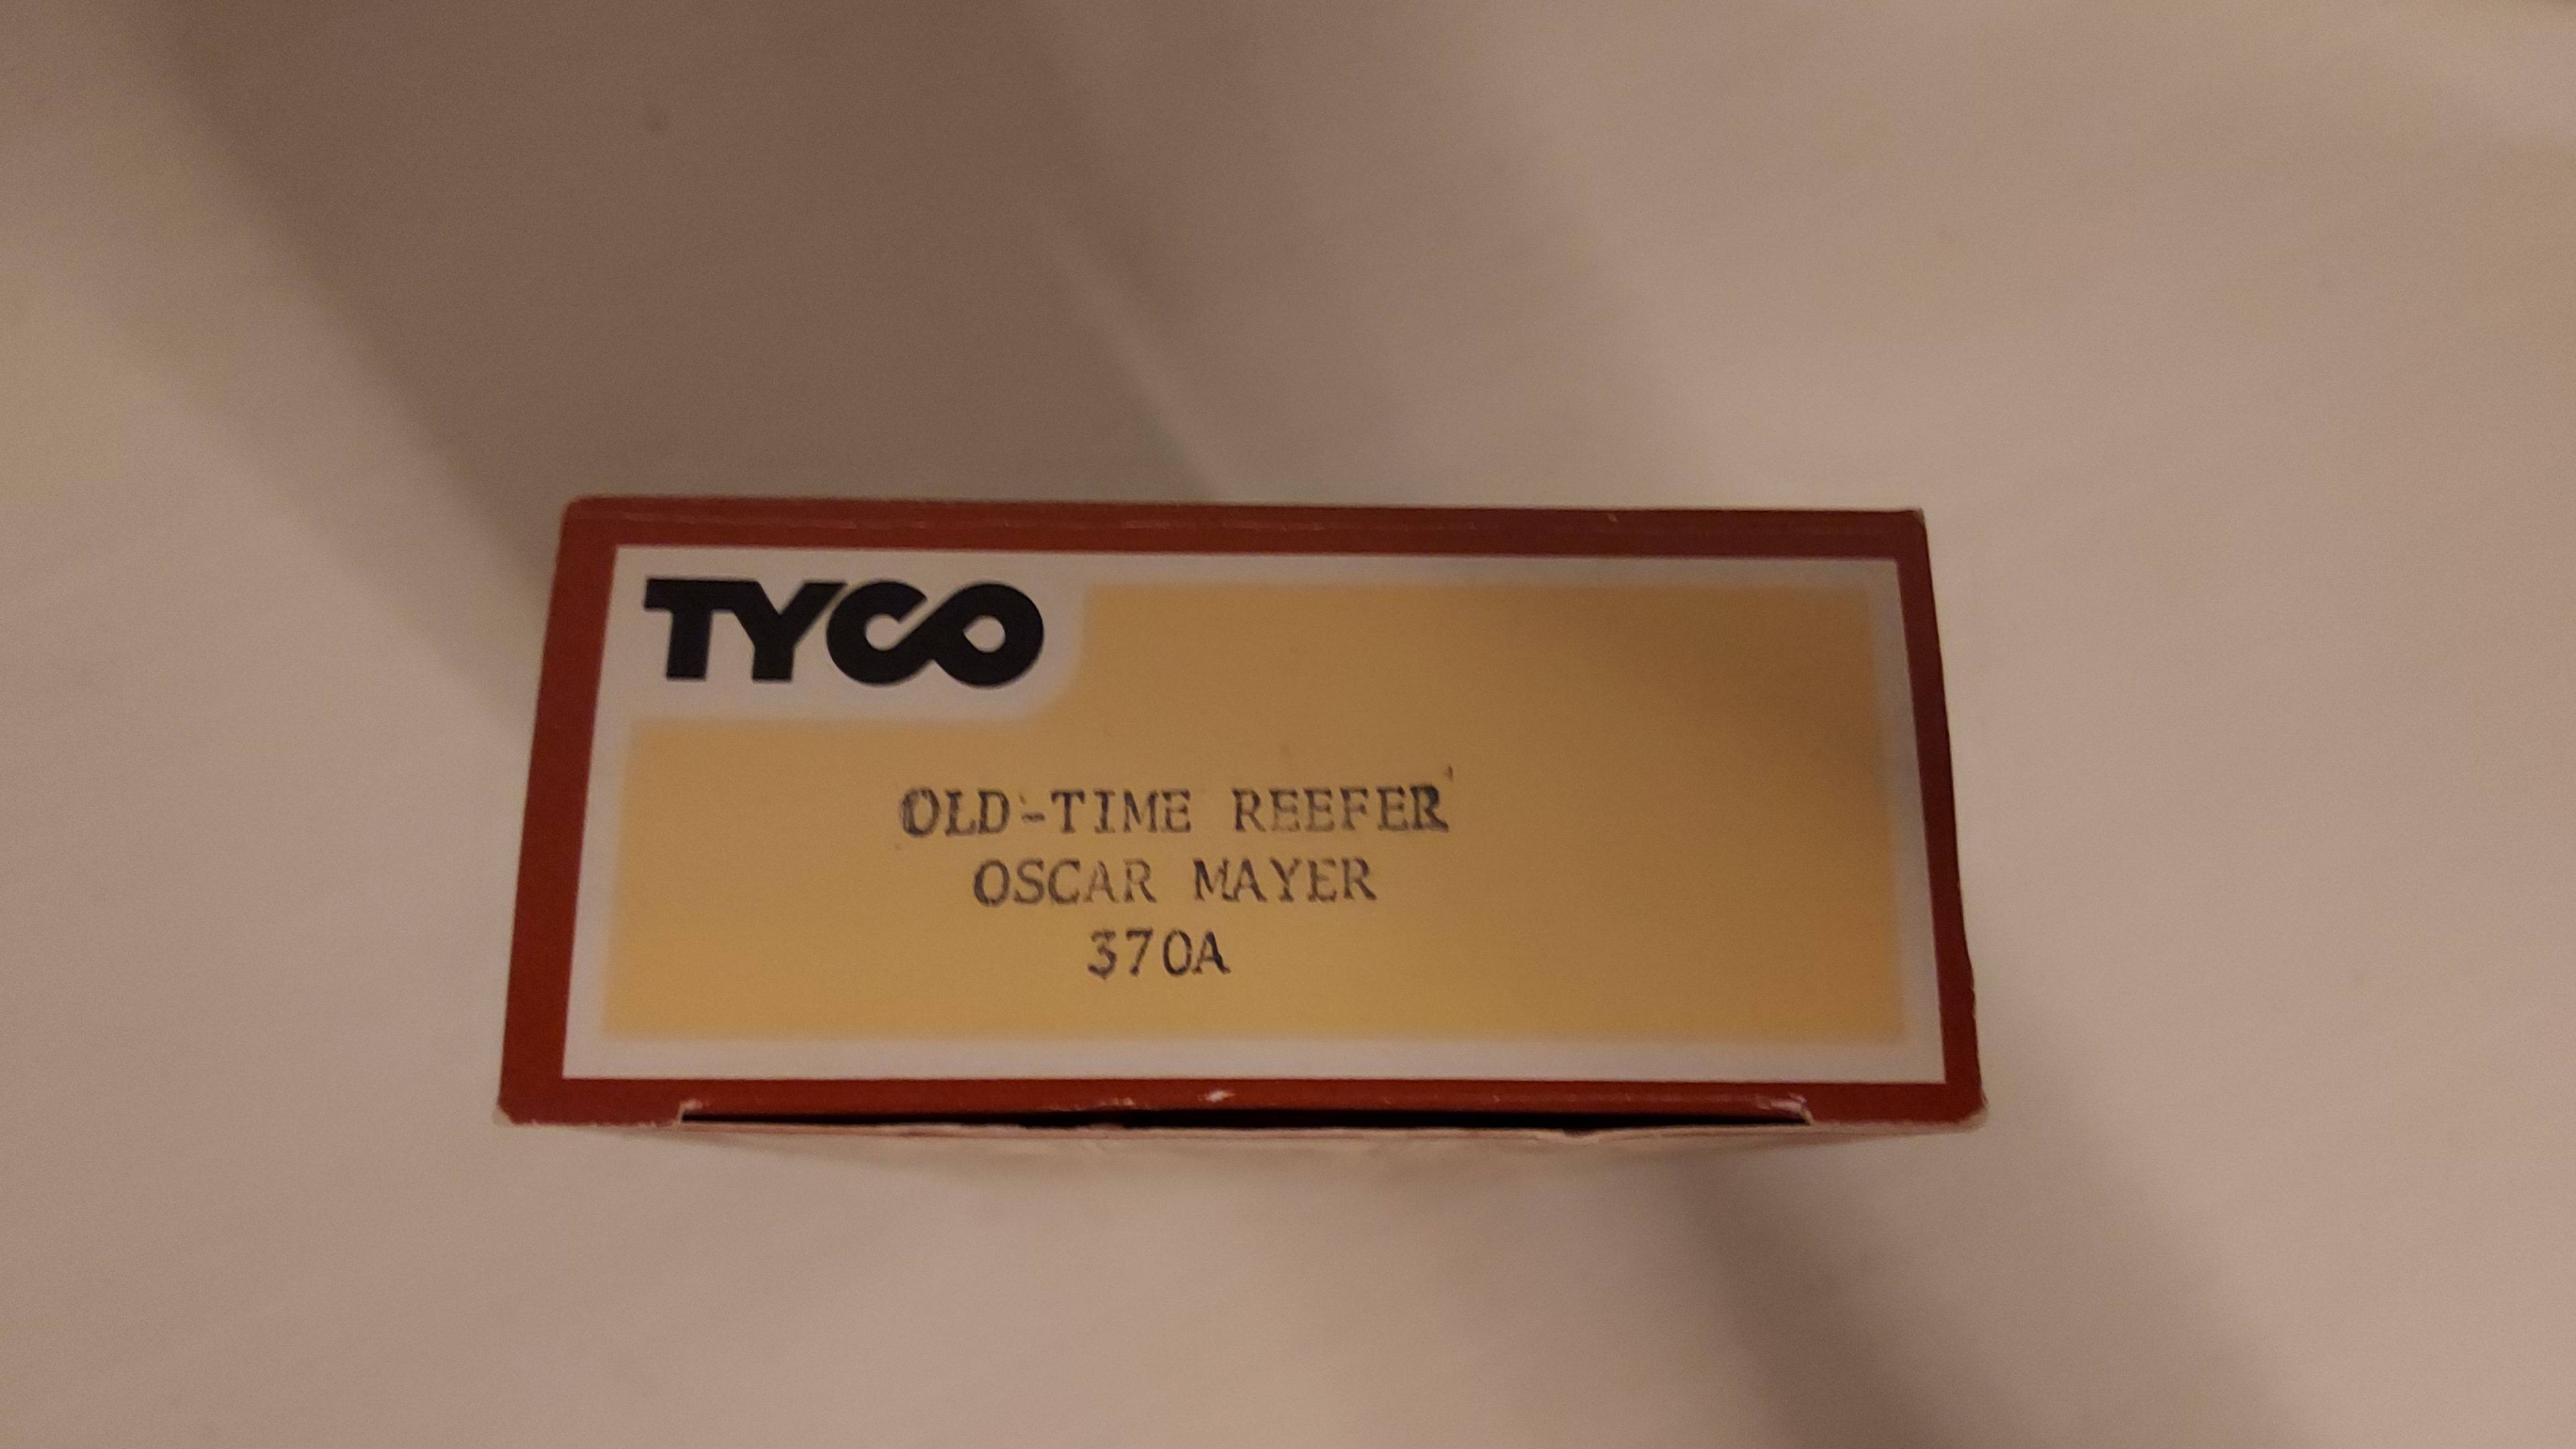 TYCO
OLD-TIME REEFER
OSCAR MAYER
370A